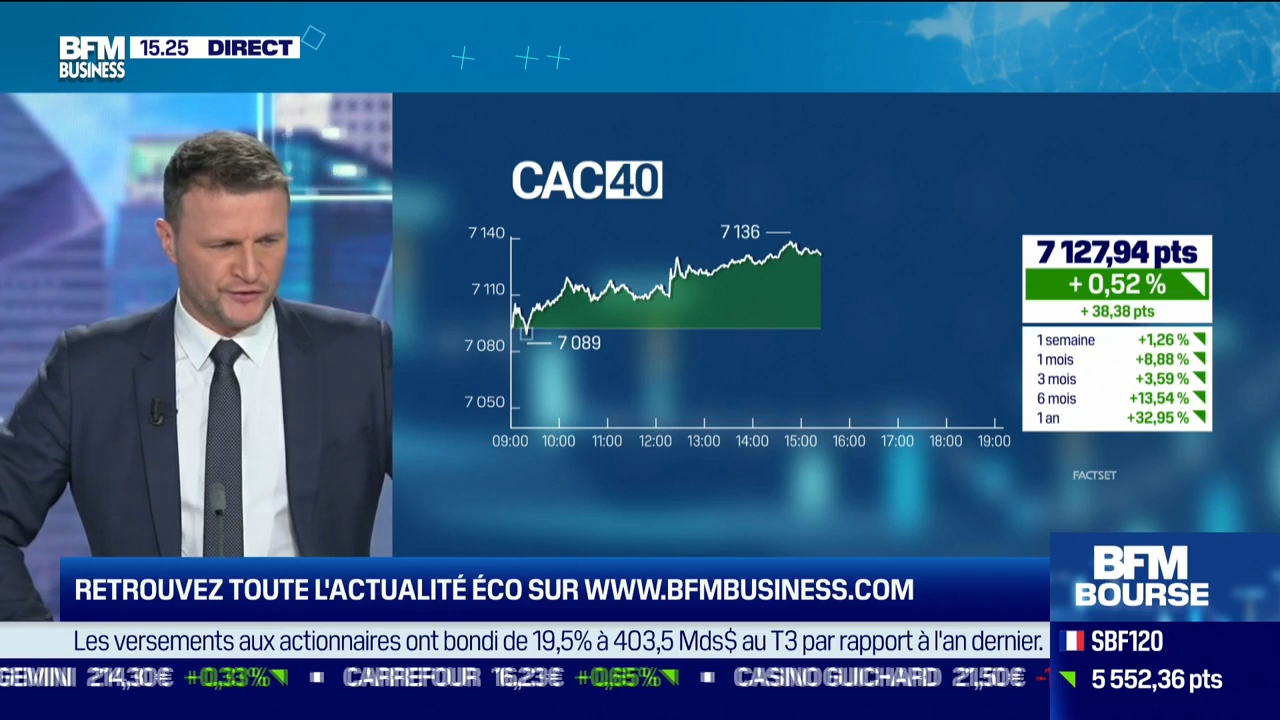 BFM
BUSINESS
15.25 DIRECT
CAC40
7 140
7 110
7 080
7 050
7 136
7 089
09:00 10:00 11:00 12:00 13:00 14:00 15:00 16:00 17:00 18:00 19:00
7 127,94 pts
+ 0,52 %
+ 38,38 pts
1 semaine +1,26 %
1 mois +8,88 %
3 mois +3,59 %
6 mois +13,54 %
1 an +32,95 %
FACTSET
RETROUVEZ TOUTE L'ACTUALITÉ ÉCO SUR WWW.BFMBUSINESS.COM
BFM
BOURSE
Les versements aux actionnaires ont bondi de 19,5% à 403,5 Mds$ au T3 par rapport à l'an dernier.
SBF120
GEMINI 214,30€ +0,33% CARREFOUR 16,23€ +0,65% CASINO GUICHARD 21,50€
5 552,36 pts